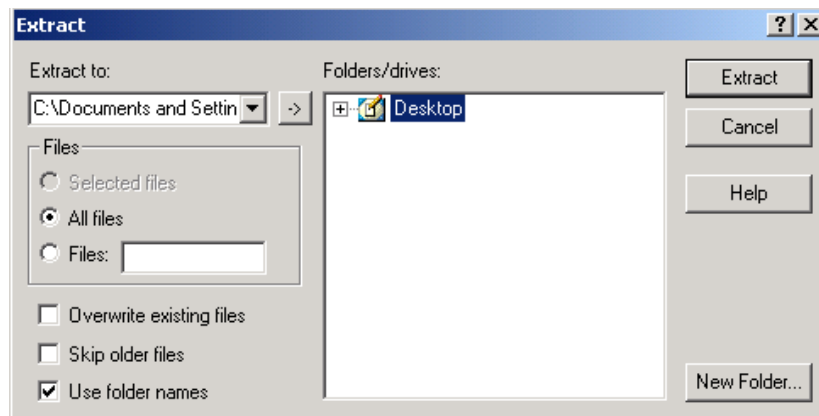 Extract
Extract to:
C:\Documents and Settin
->
Files
Selected files
All files
Files:
Overwrite existing files
Skip older files
Use folder names
Folders/drives:
Desktop
Extract
Cancel
Help
New Folder...